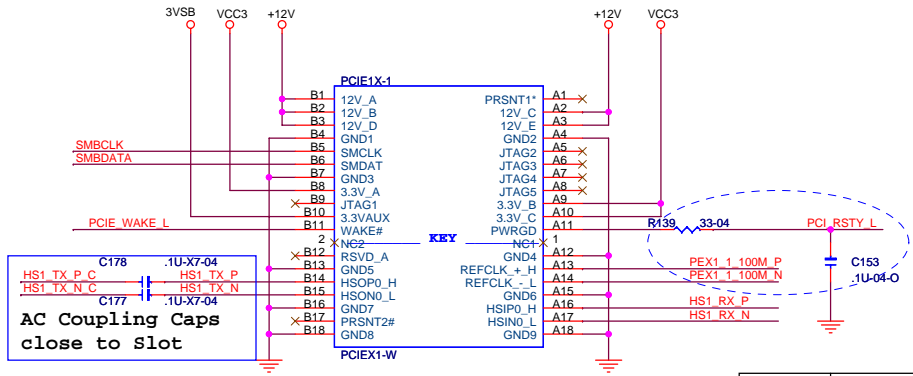 3VSB VCC3 +12V +12V VCC3
PCIE1X-1
B1 12V_A PRSNT1* A1
B2 12V_B 12V_C A2
B3 12V_D 12V_E A3
B4 GND1 GND2 A4
SMBCLK B5 SMCLK JTAG2 A5
SMBDATA B6 SMDAT JTAG3 A6
B7 GND3 JTAG4 A7
B8 3.3V_A JTAG5 A8
B9 JTAG1 3.3V_B A9
B10 3.3VAUX 3.3V_C A10
PCIE_WAKE_L B11 WAKE# PWRGD A11 R139 33-04 PCI_RSTY_L
2 NC2 KEY NC1 1
B12 RSVD_A GND4 A12
C178 .1U-X7-04 B13 GND5 REFCLK_+_H A13 PEX1_1_100M_P C153
HS1_TX_P_C HS1_TX_P B14 HSOP0_H REFCLK_-_L A14 PEX1_1_100M_N .1U-04-O
HS1_TX_N_C HS1_TX_N B15 HSON0_L GND6 A15
C177 .1U-X7-04 B16 GND7 HSIP0_H A16 HS1_RX_P
B17 PRSNT2# HSIN0_L A17 HS1_RX_N
B18 GND8 GND9 A18
AC Coupling Caps
close to Slot
PCIEX1-W